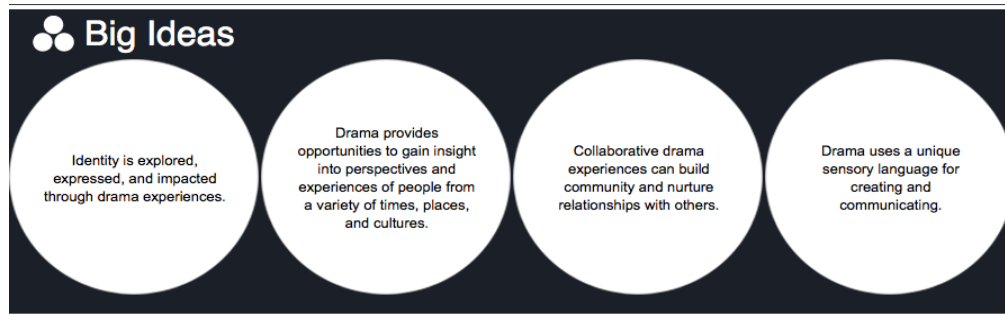 Big Ideas
Identity is explored,
expressed, and impacted
through drama experiences.
Drama provides
opportunities to gain insight
into perspectives and
experiences of people from
a variety of times, places,
and cultures.
Collaborative drama
experiences can build
community and nurture
relationships with others.
Drama uses a unique
sensory language for
creating and
communicating.